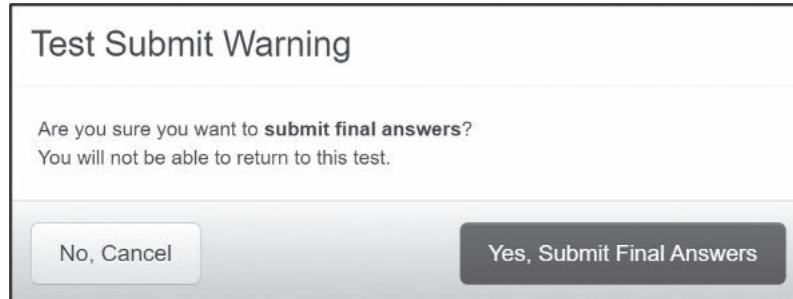 Test Submit Warning
Are you sure you want to submit final answers?
You will not be able to return to this test.
No, Cancel
Yes, Submit Final Answers